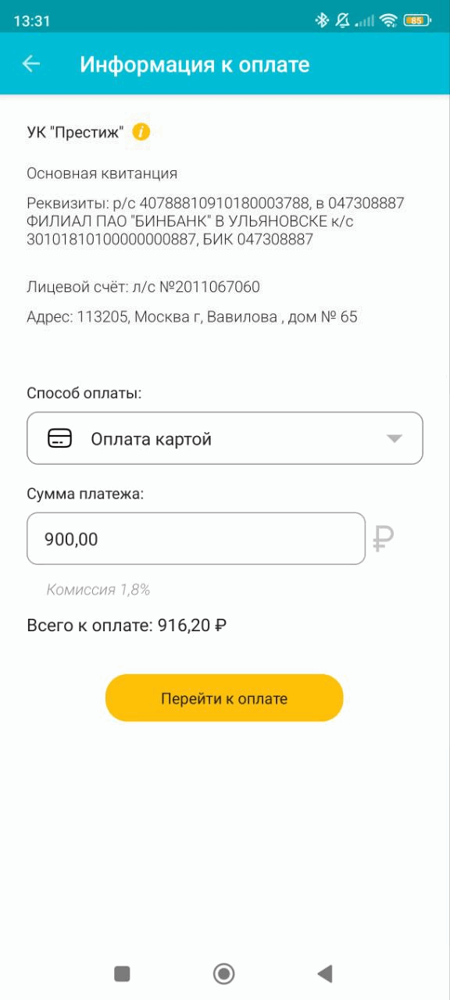 13:31
85
Информация к оплате
УК "Престиж"
Основная квитанция
Реквизиты: р/с 40788810910180003788, в 047308887
ФИЛИАЛ ПАО "БИНБАНК" В УЛЬЯНОВСКЕ к/с
30101810100000000887, БИК 047308887
Лицевой счёт: л/с №2011067060
Адрес: 113205, Москва г, Вавилова , дом № 65
Способ оплаты:
Оплата картой
Сумма платежа:
900,00 ₽
Комиссия 1,8%
Всего к оплате: 916,20 ₽
Перейти к оплате